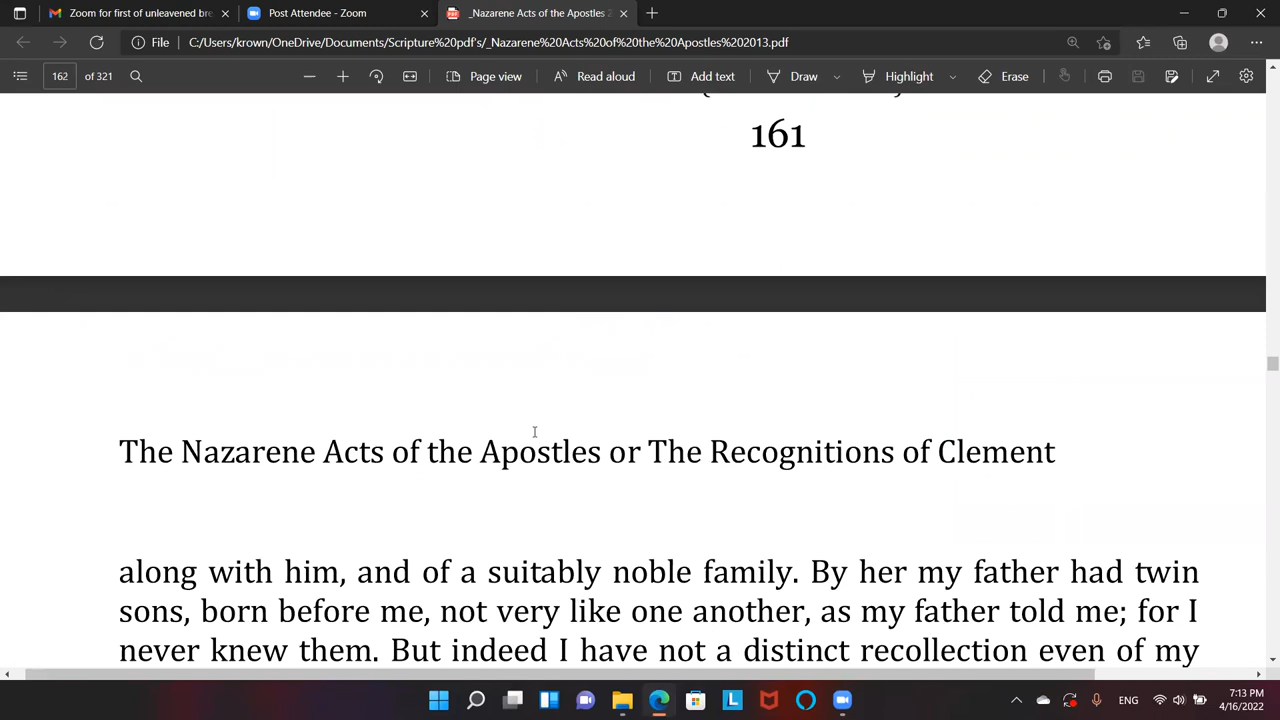 Zoom for first of unleavened bre
Post Attendee - Zoom
_Nazarene Acts of the Apostles 2
File
C:/Users/krown/OneDrive/Documents/Scripture%20pdf's/_Nazarene%20Acts%20of%20the%20Apostles%202013.pdf
162 of 321
Page view
Read aloud
Add text
Draw
Highlight
Erase
161
The Nazarene Acts of the Apostles or The Recognitions of Clement
along with him, and of a suitably noble family. By her my father had twin
sons, born before me, not very like one another, as my father told me; for I
never knew them. But indeed I have not a distinct recollection even of my
ENG
7:13 PM
4/16/2022